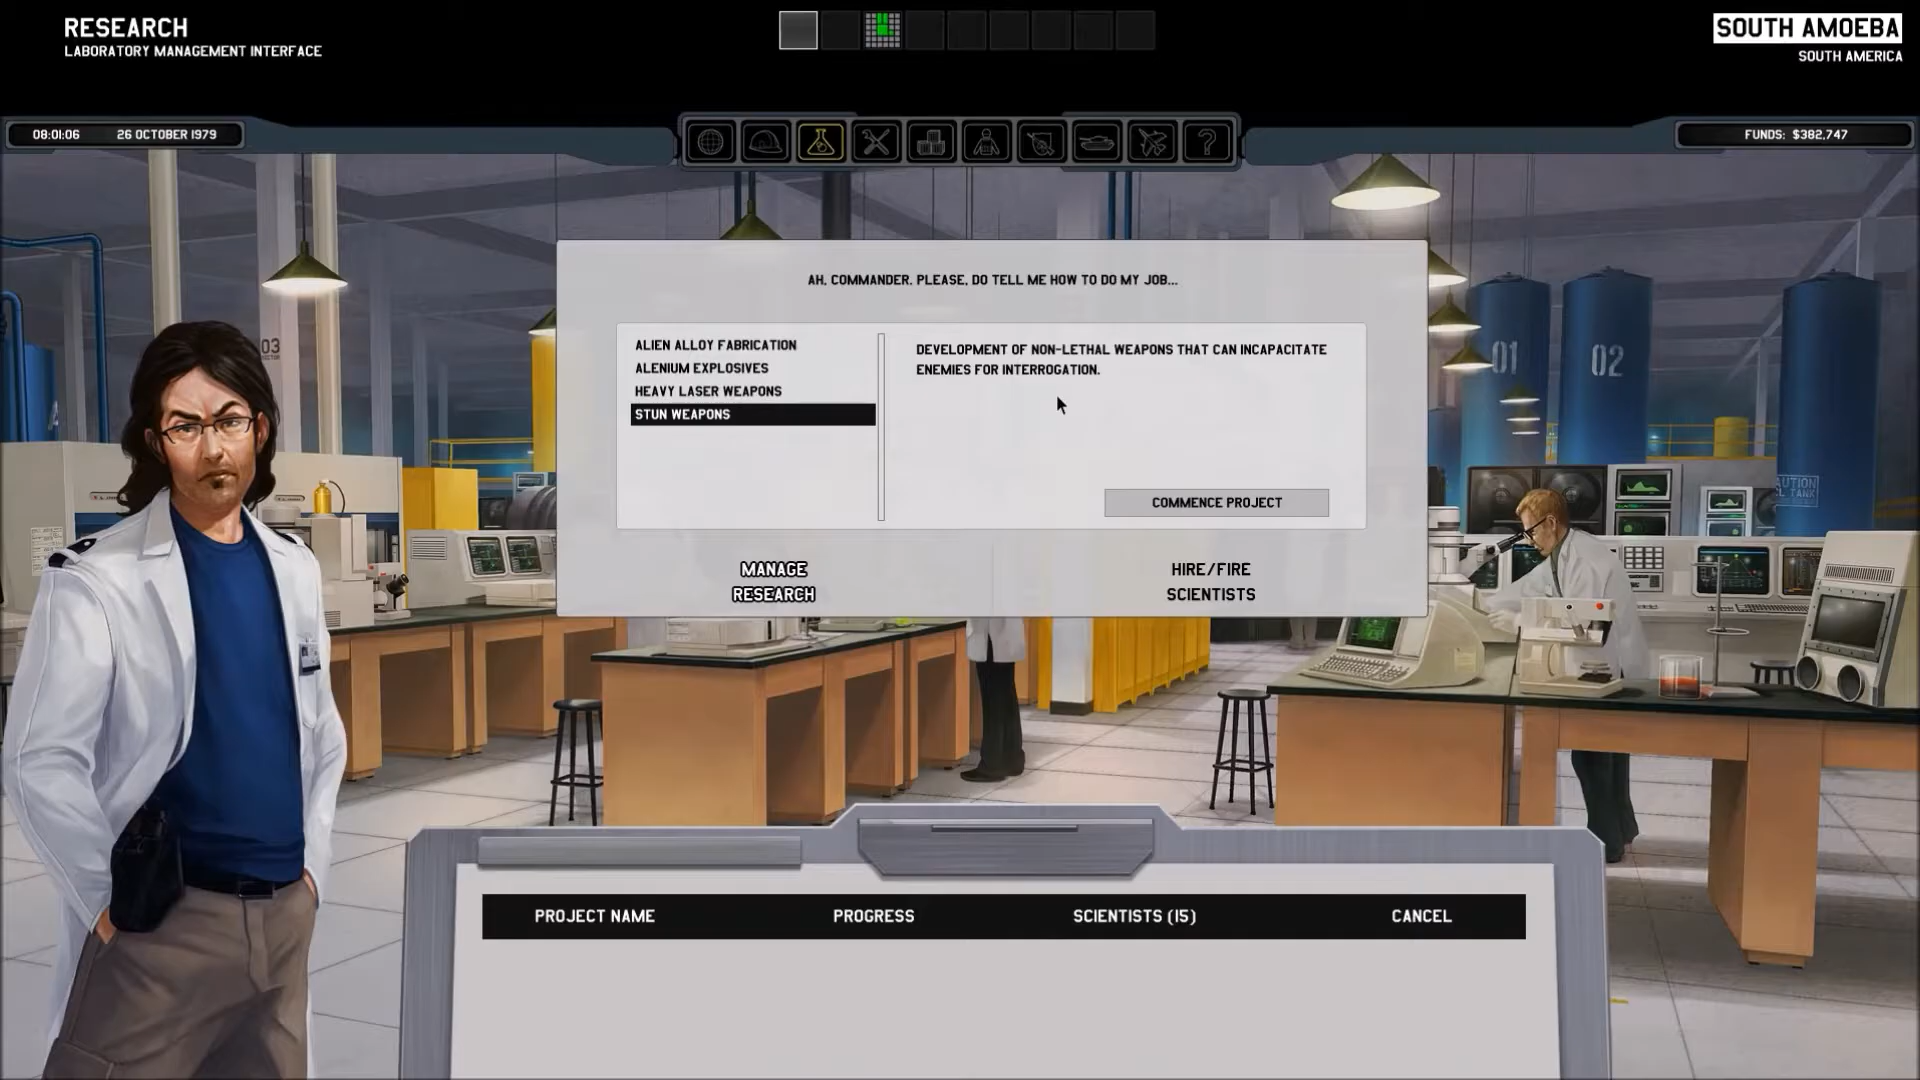 RESEARCH
LABORATORY MANAGEMENT INTERFACE
SOUTH AMOEBA
SOUTH AMERICA
08:01:06 26 OCTOBER 1979
FUNDS: $382,747
AH, COMMANDER. PLEASE, DO TELL ME HOW TO DO MY JOB...
ALIEN ALLOY FABRICATION
ALENIUM EXPLOSIVES
HEAVY LASER WEAPONS
STUN WEAPONS
DEVELOPMENT OF NON-LETHAL WEAPONS THAT CAN INCAPACITATE
ENEMIES FOR INTERROGATION.
COMMENCE PROJECT
MANAGE
RESEARCH
HIRE/FIRE
SCIENTISTS
03
01
02
PROJECT NAME PROGRESS SCIENTISTS (15) CANCEL